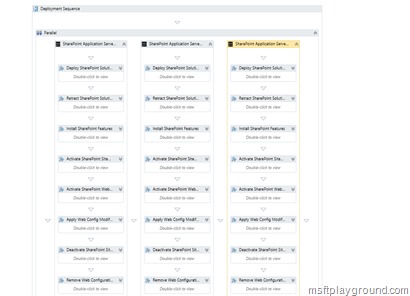 Deployment Sequence
Parallel
SharePoint Application Serve... SharePoint Application Serve... SharePoint Application Serve...
Deploy SharePoint Soluti... Deploy SharePoint Soluti... Deploy SharePoint Soluti...
Double-click to view Double-click to view Double-click to view
Retract SharePoint Solut... Retract SharePoint Solut... Retract SharePoint Solut...
Double-click to view Double-click to view Double-click to view
Install SharePoint Features Install SharePoint Features Install SharePoint Features
Double-click to view Double-click to view Double-click to view
Activate SharePoint Site... Activate SharePoint Site... Activate SharePoint Site...
Double-click to view Double-click to view Double-click to view
Activate SharePoint Web... Activate SharePoint Web... Activate SharePoint Web...
Double-click to view Double-click to view Double-click to view
Apply Web Config Modif... Apply Web Config Modif... Apply Web Config Modif...
Double-click to view Double-click to view Double-click to view
Deactivate SharePoint Sit... Deactivate SharePoint Sit... Deactivate SharePoint Sit...
Double-click to view Double-click to view Double-click to view
Remove Web Configurati... Remove Web Configurati... Remove Web Configurati...
Double-click to view Double-click to view Double-click to view
msftplayground.com